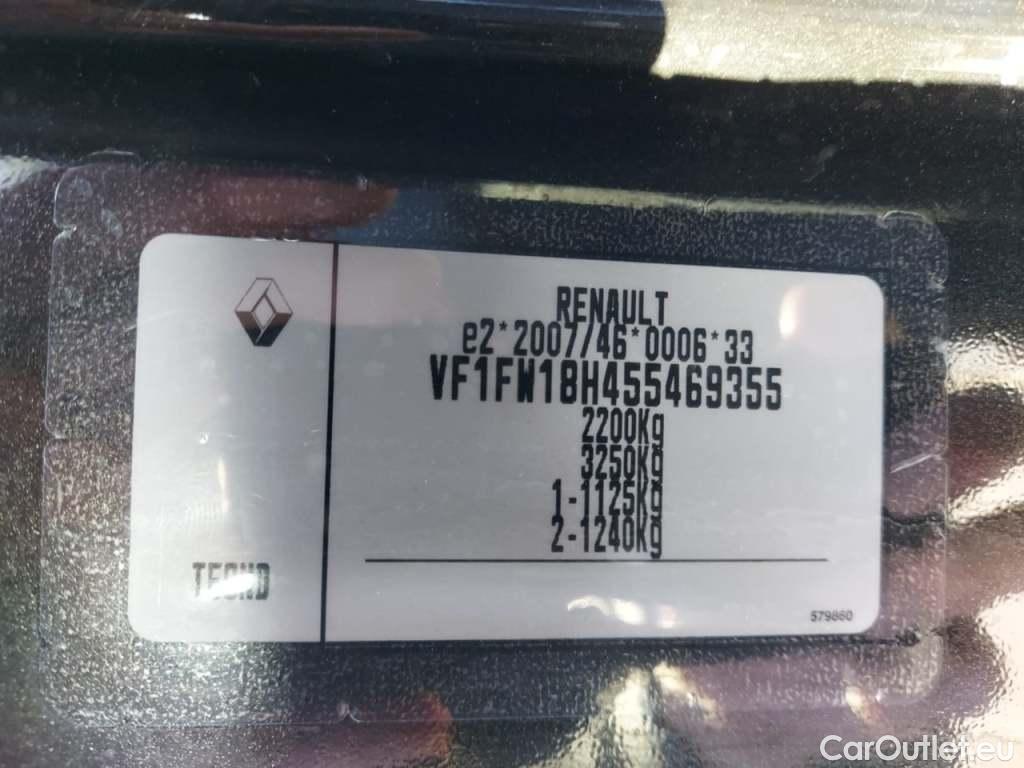 RENAULT
e2*2007/46*0006*33
VF1FW18H455469355
2200Kg
3250Kg
1-1125Kg
2-1240Kg
TECNO
579860
CarOutlet.eu